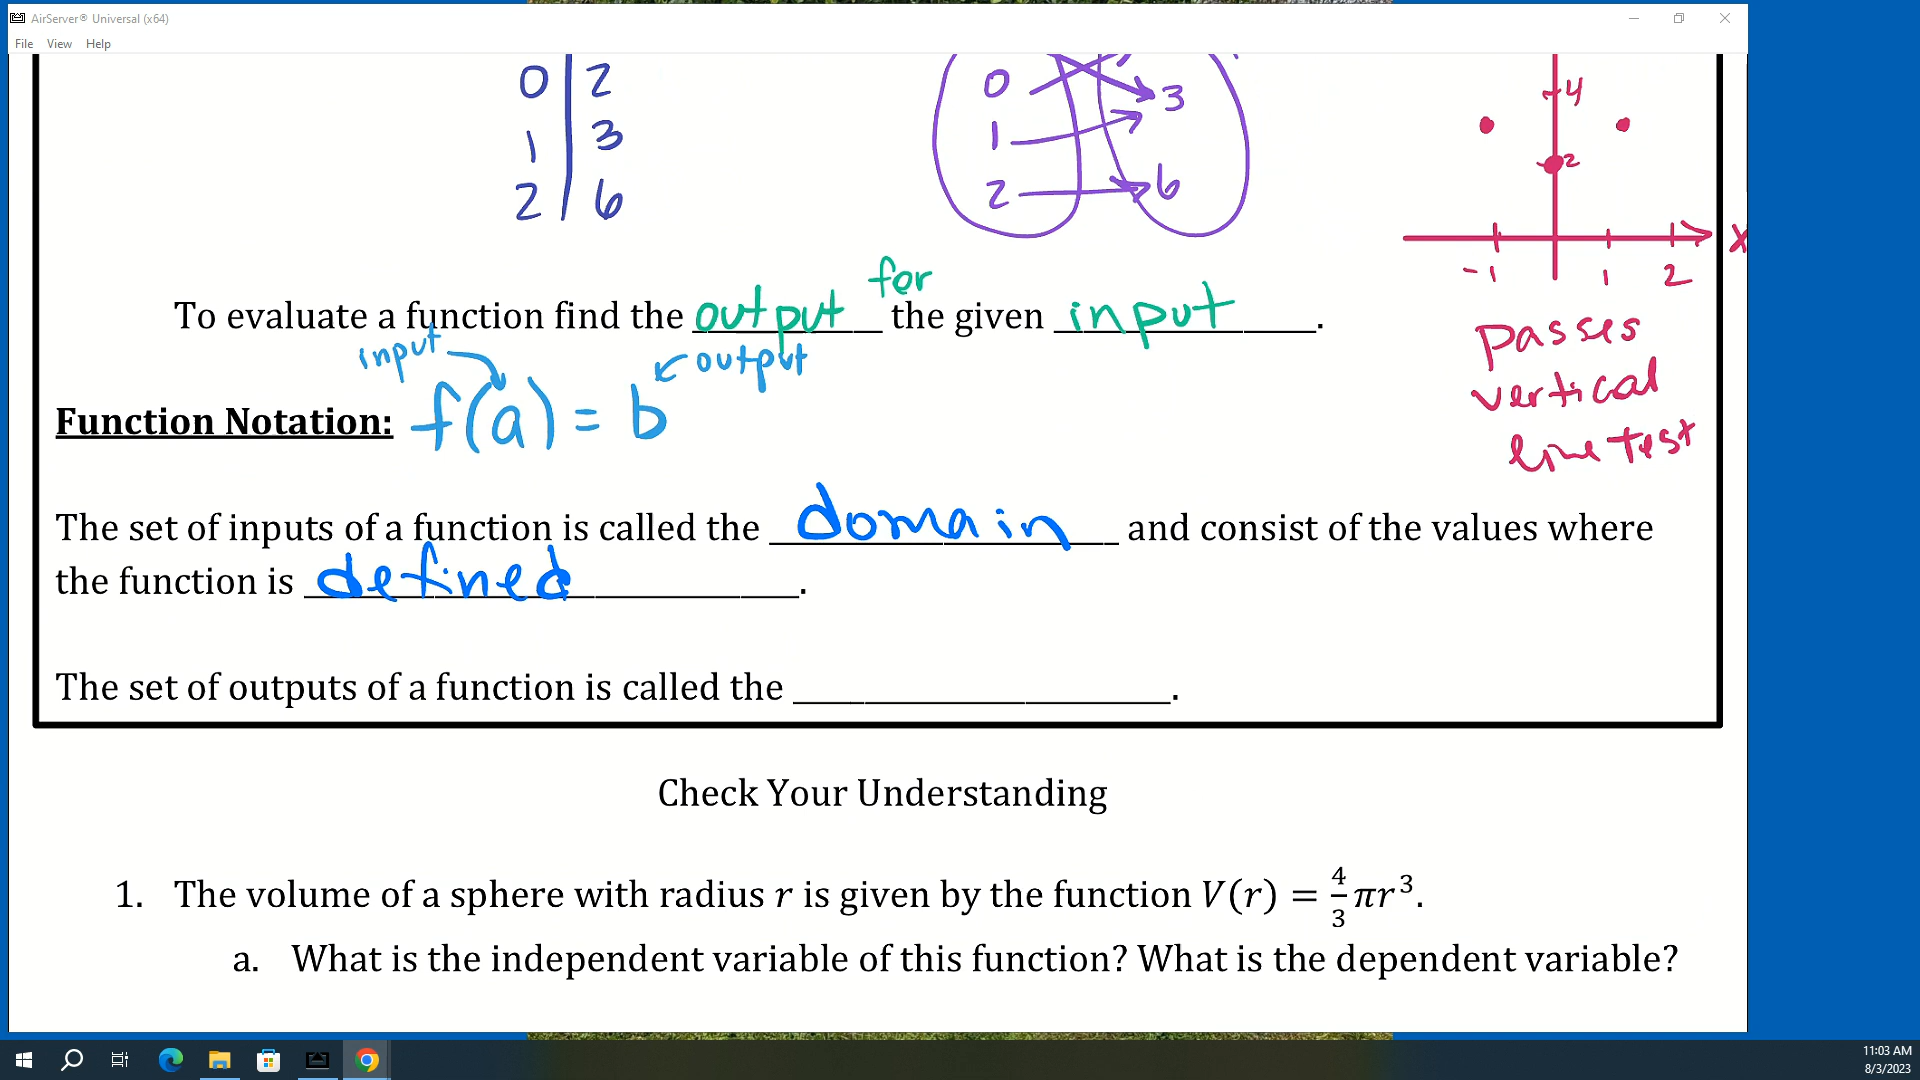 AirServer® Universal (x64)
File View Help
0 2
1 3
2 6
0 3
1
2 6
4
2
-1 1 2 x
for
To evaluate a function find the output the given input.
passes
vertical
line test
input output
Function Notation: f(a) = b
The set of inputs of a function is called the domain and consist of the values where
the function is defined.
The set of outputs of a function is called the ____________________.
Check Your Understanding
1. The volume of a sphere with radius r is given by the function V(r) = 4/3 πr³.
a. What is the independent variable of this function? What is the dependent variable?
11:03 AM
8/3/2023